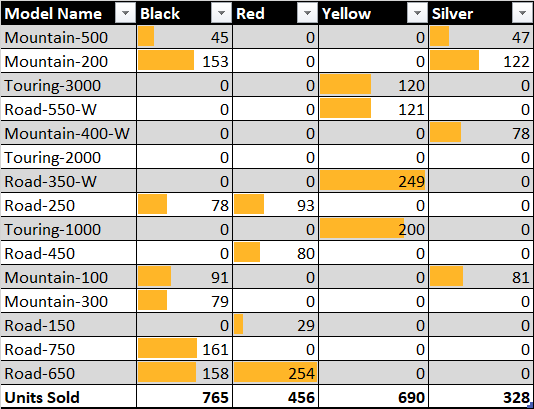 Model Name Black Red Yellow Silver
Mountain-500 45 0 0 47
Mountain-200 153 0 0 122
Touring-3000 0 0 120 0
Road-550-W 0 0 121 0
Mountain-400-W 0 0 0 78
Touring-2000 0 0 0 0
Road-350-W 0 0 249 0
Road-250 78 93 0 0
Touring-1000 0 0 200 0
Road-450 0 80 0 0
Mountain-100 91 0 0 81
Mountain-300 79 0 0 0
Road-150 0 29 0 0
Road-750 161 0 0 0
Road-650 158 254 0 0
Units Sold 765 456 690 328